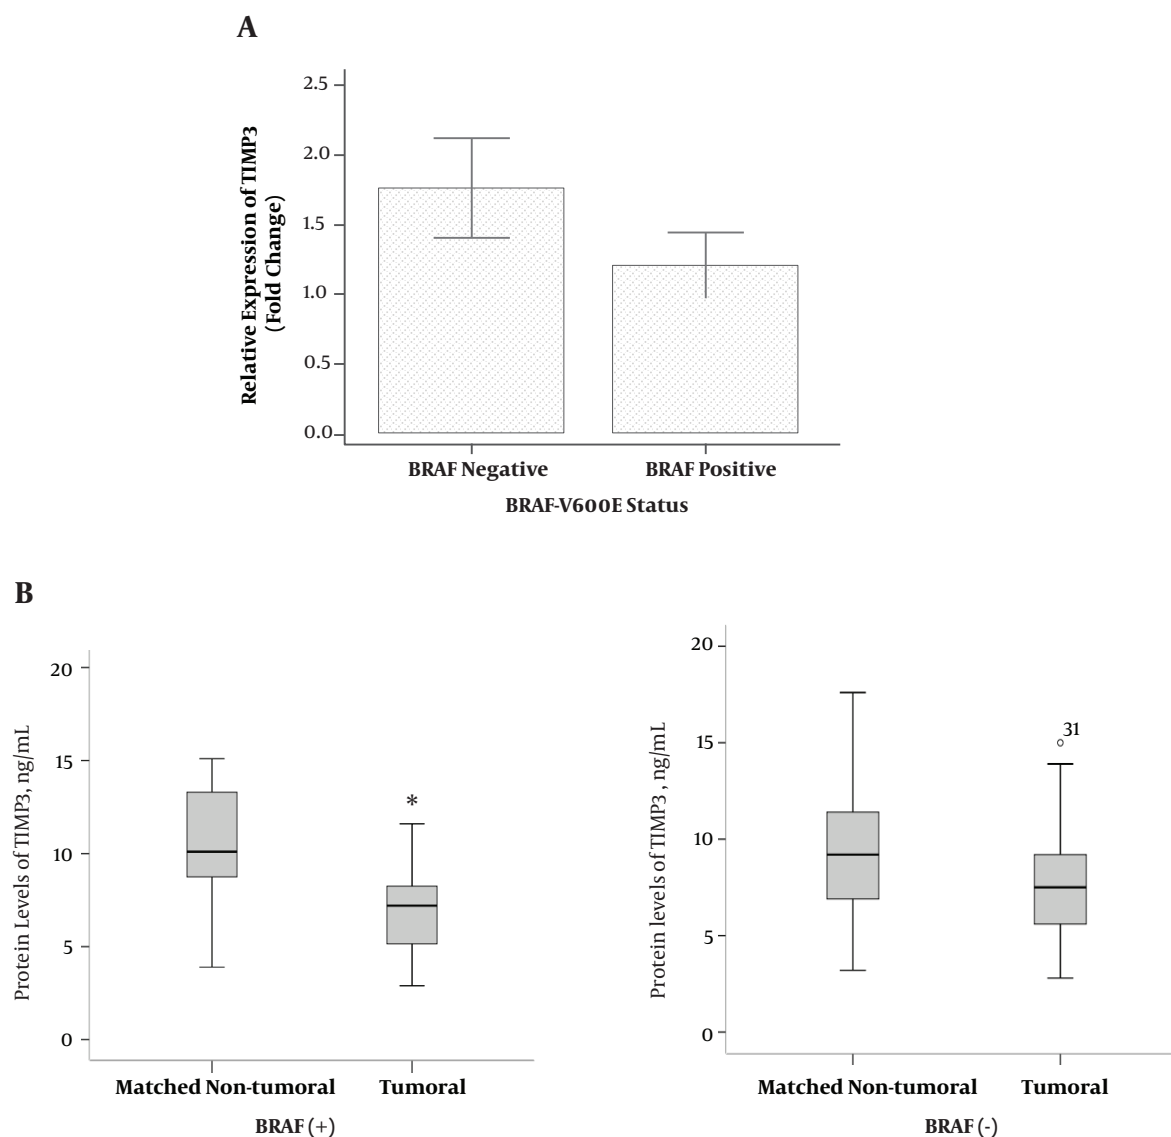 A
Relative Expression of TIMP3
(Fold Change)
2.5
2.0
1.5
1.0
0.5
0.0
BRAF Negative
BRAF Positive
BRAF-V600E Status
B
Protein Levels of TIMP3, ng/mL
20
15
10
5
0
*
Matched Non-tumoral
Tumoral
BRAF (+)
Protein levels of TIMP3 , ng/mL
20
15
10
5
0
31
Matched Non-tumoral
Tumoral
BRAF (-)